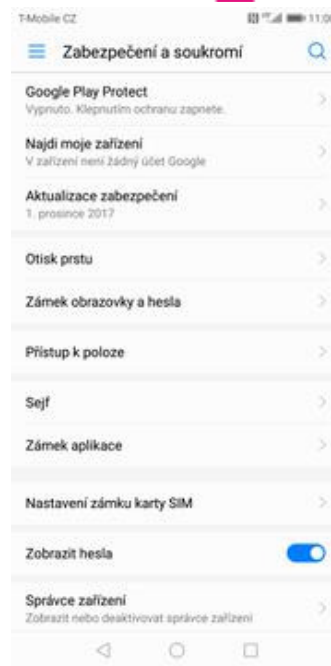 T-Mobile CZ 11:00
Zabezpečení a soukromí
Google Play Protect
Vypnuto. Klepnutím ochranu zapnete.
Najdi moje zařízení
V zařízení není žádný účet Google
Aktualizace zabezpečení
1. prosince 2017
Otisk prstu
Zámek obrazovky a hesla
Přístup k poloze
Sejf
Zámek aplikace
Nastavení zámku karty SIM
Zobrazit hesla
Správce zařízení
Zobrazit nebo deaktivovat správce zařízení